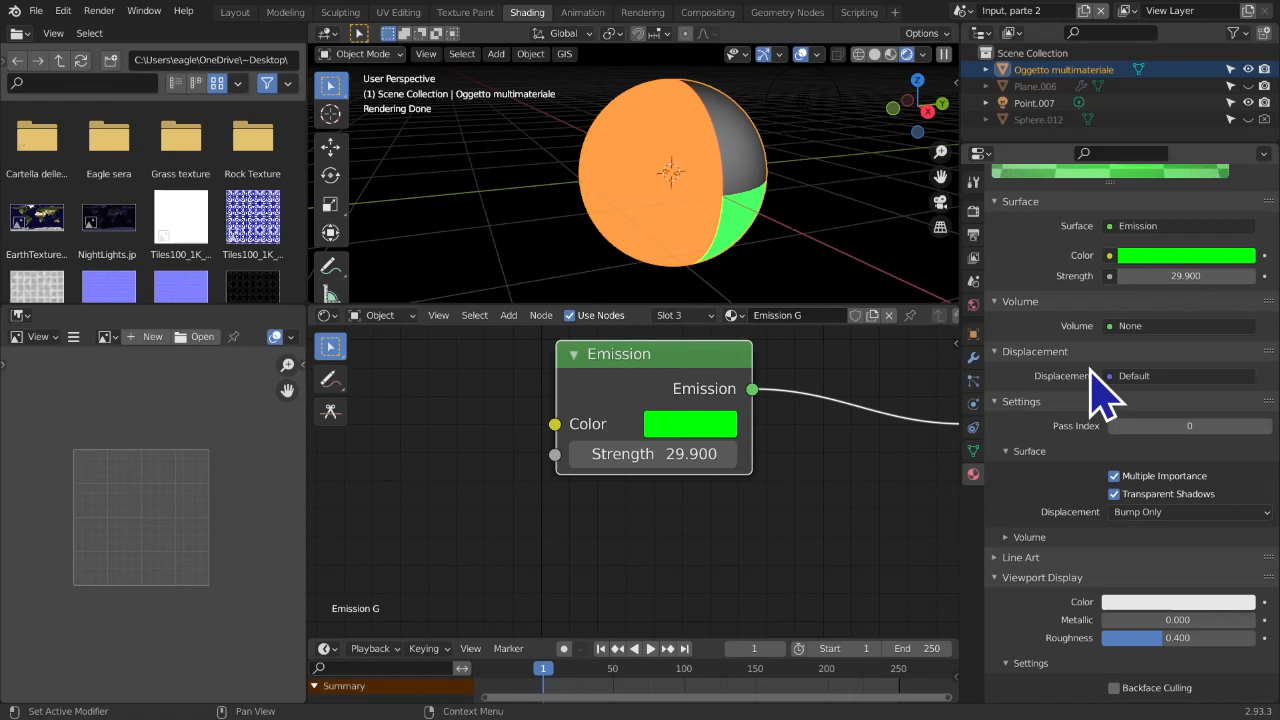 File Edit Render Window Help Layout Modeling Sculpting UV Editing Texture Paint Shading Animation Rendering Compositing Geometry Nodes Scripting + Input, parte 2 View Layer
View Select Global Options
C:\Users\eagle\OneDrive\~Desktop\ Object Mode View Select Add Object GIS Scene Collection
User Perspective Oggetto multimateriale
(1) Scene Collection | Oggetto multimateriale Plane.006
Rendering Done Point.007
Sphere.012
Z
Y
X
Cartella delle... Eagle sera Grass texture Rock Texture
Surface
Surface Emission
Color
EarthTexture... NightLights.jp Tiles100_1K_... Tiles100_1K_...
Strength 29.900
Volume
View New Open Object View Select Add Node Use Nodes Slot 3 Emission G
Volume None
Displacement
Displacement Default
Settings
Pass Index 0
Surface
Multiple Importance
Transparent Shadows
Displacement Bump Only
Volume
Line Art
Viewport Display
Color
Metallic 0.000
Roughness 0.400
Settings
Backface Culling
Emission
Emission
Color
Strength 29.900
Emission G
Playback Keying View Marker 1 Start 1 End 250
1 50 100 150 200 250
Summary
Set Active Modifier Pan View Context Menu 2.93.3